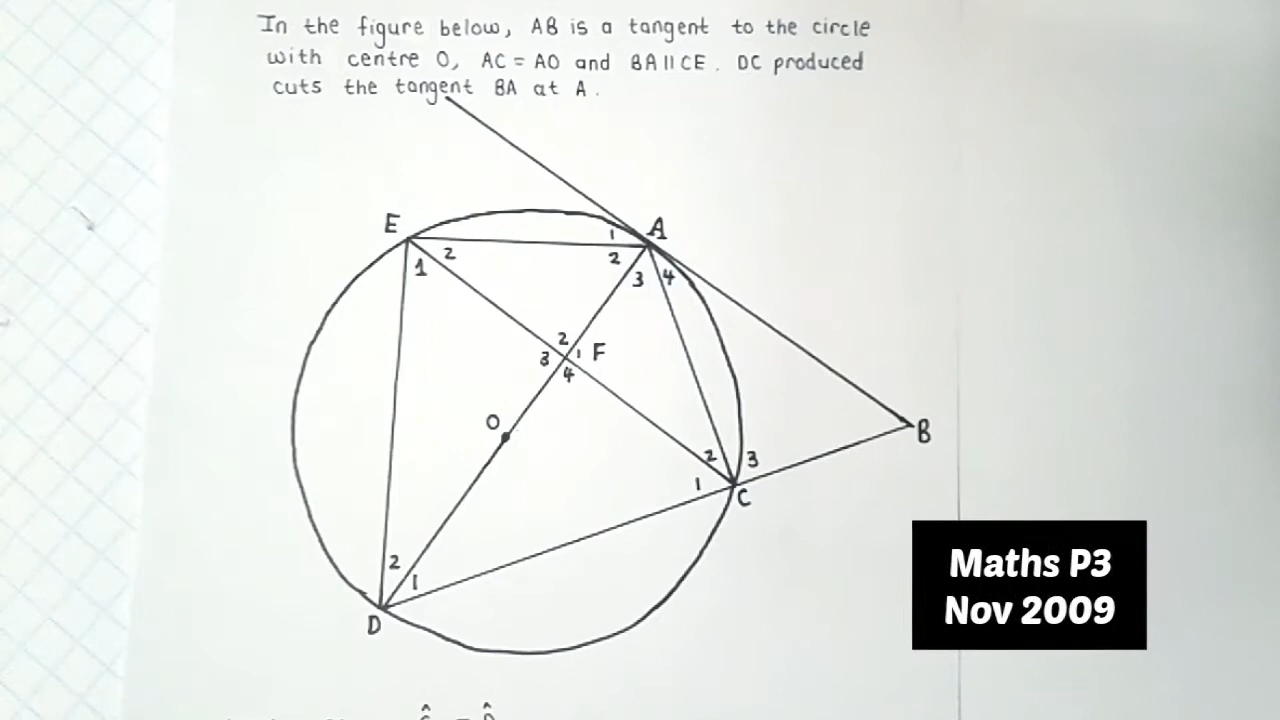 In the figure below, AB is a tangent to the circle
with centre O, AC = AO and BA || CE. DC produced
cuts the tangent BA at A.
E
A
1
2
1
2
3
4
2
3
1
F
4
O
B
2
3
1
C
2
1
D
Maths P3
Nov 2009